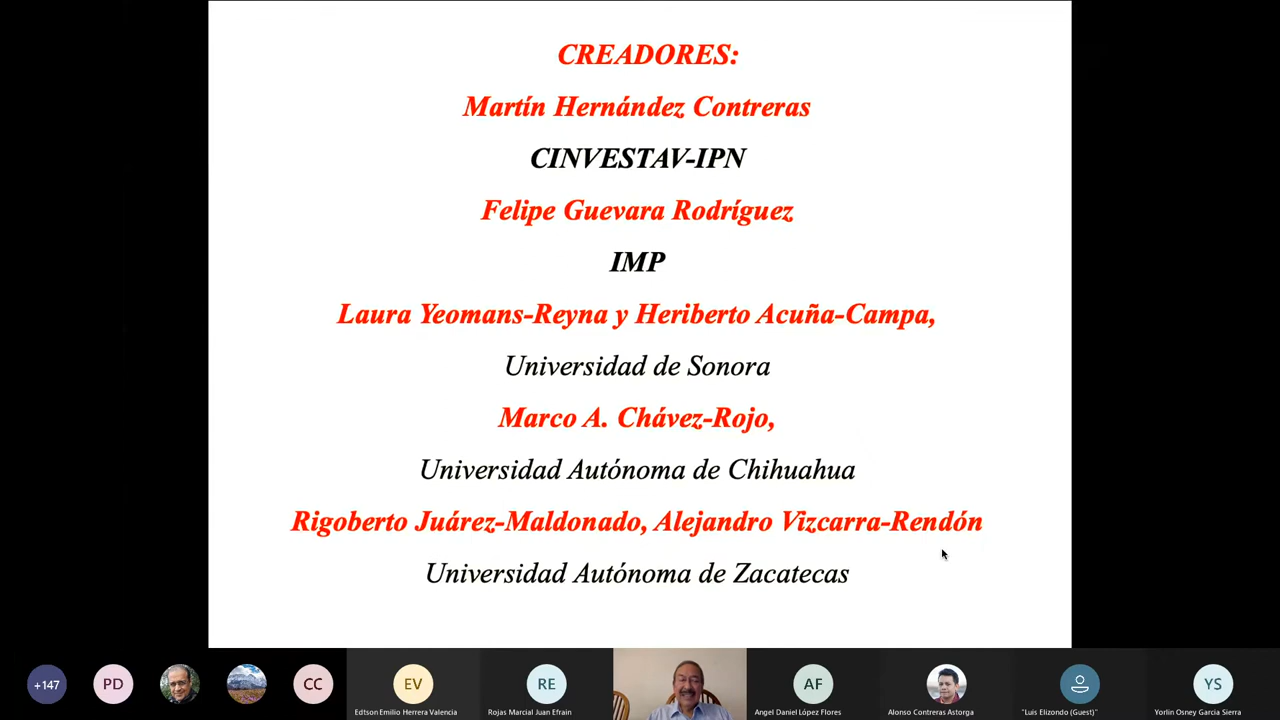 CREADORES:
Martín Hernández Contreras
CINVESTAV-IPN
Felipe Guevara Rodríguez
IMP
Laura Yeomans-Reyna y Heriberto Acuña-Campa,
Universidad de Sonora
Marco A. Chávez-Rojo,
Universidad Autónoma de Chihuahua
Rigoberto Juárez-Maldonado, Alejandro Vizcarra-Rendón
Universidad Autónoma de Zacatecas
+147 PD CC EV RE AF YS
Edtson Emilio Herrera Valencia Rojas Marcial Juan Efrain Angel Daniel López Flores Alonso Contreras Astorga "Luis Elizondo (Guest)" Yorlin Osney Garcia Sierra